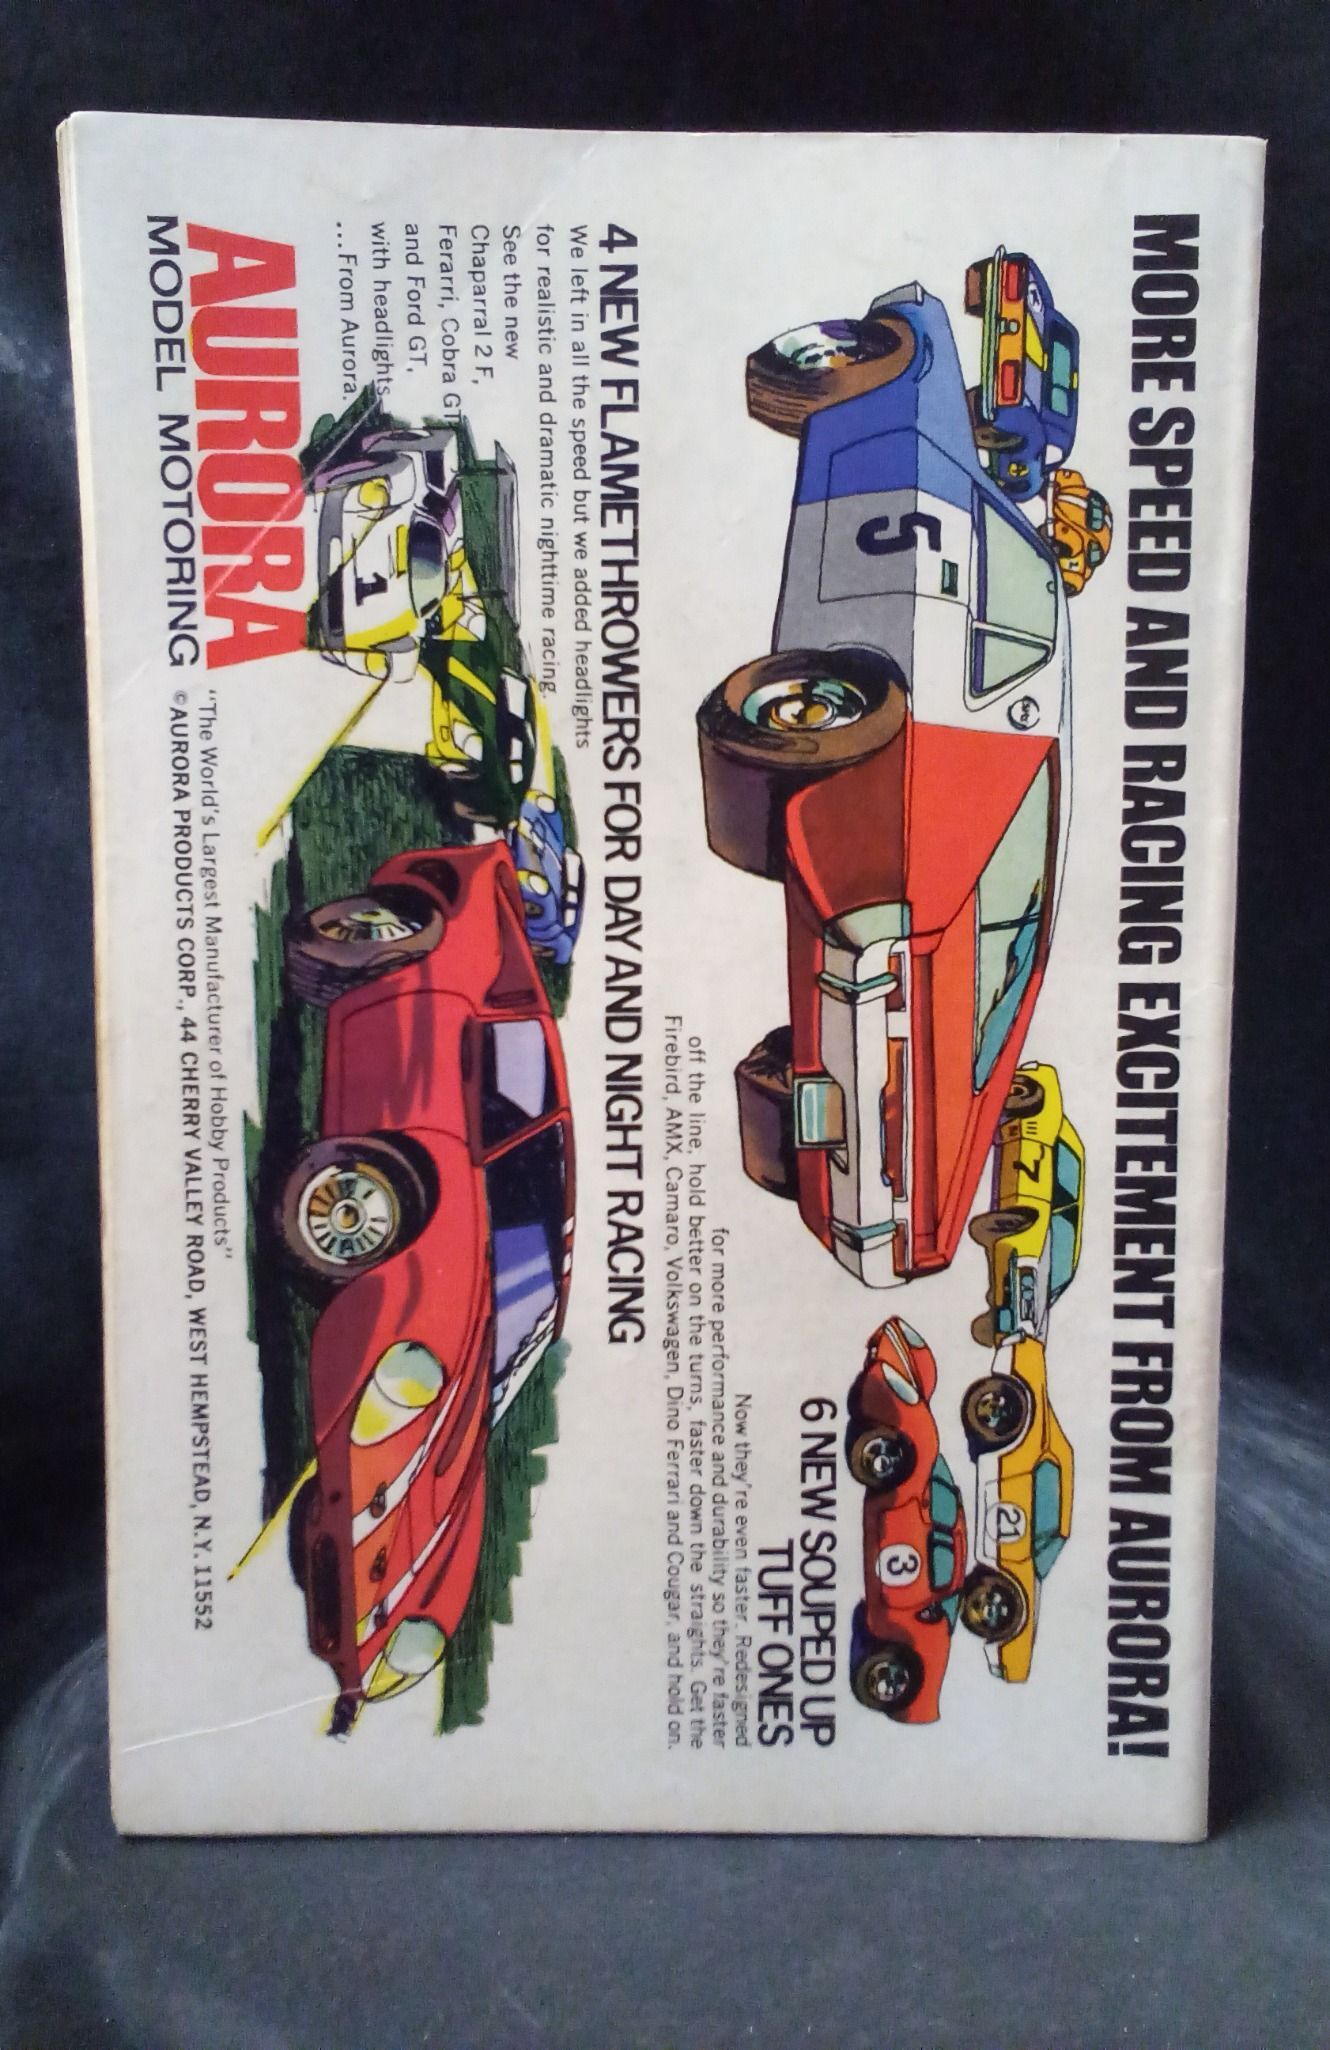 MORE SPEED AND RACING EXCITEMENT FROM AURORA!
5
7
21
3
6 NEW SOUPED UP
TUFF ONES
Now they're even faster. Redesigned
for more performance and durability so they're faster
off the line, hold better on the turns, faster down the straights. Get the
Firebird, AMX, Camaro, Volkswagen, Dino Ferrari and Cougar, and hold on.
4 NEW FLAMETHROWERS FOR DAY AND NIGHT RACING
We left in all the speed but we added headlights
for realistic and dramatic nighttime racing.
See the new
Chaparral 2 F,
Ferarri, Cobra GT
and Ford GT,
with headlights
...From Aurora.
1
AURORA
MODEL MOTORING
"The World's Largest Manufacturer of Hobby Products"
©AURORA PRODUCTS CORP., 44 CHERRY VALLEY ROAD, WEST HEMPSTEAD, N.Y. 11552